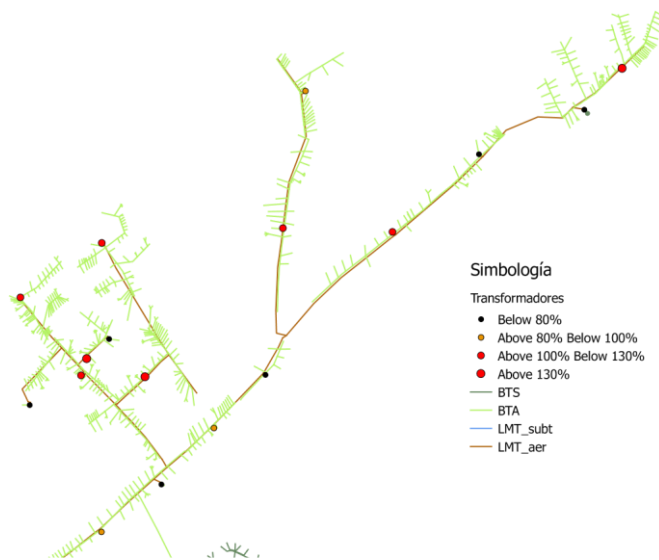 Simbología
Transformadores
Below 80%
Above 80% Below 100%
Above 100% Below 130%
Above 130%
BTS
BTA
LMT_subt
LMT_aer